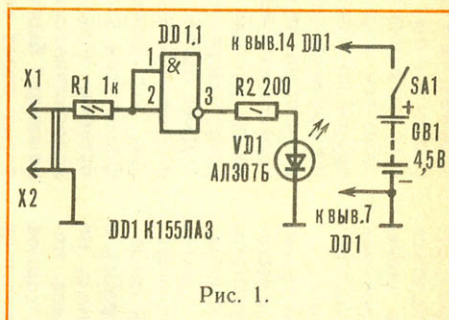 DD1.1
к выв.14 DD1
X1
R1 1к
1
&
2
3
R2 200
SA1
+
GB1
4,5В
−
VD1
АЛ307Б
X2
DD1 К155ЛА3
к выв.7
DD1
Рис. 1.